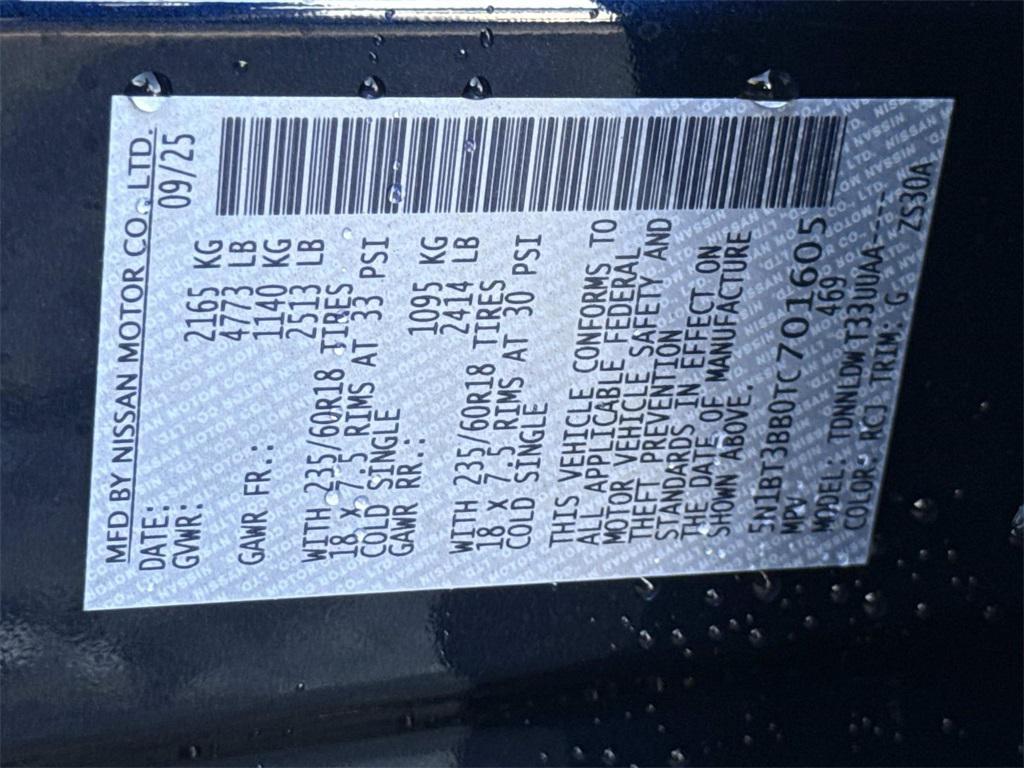 MFD BY NISSAN MOTOR CO., LTD.
DATE: 09/25
GVWR: 2165 KG
4773 LB
GAWR FR.: 1140 KG
2513 LB
WITH 235/60R18 TIRES
18 X 7.5 RIMS AT 33 PSI
COLD SINGLE
GAWR RR.: 1095 KG
2414 LB
WITH 235/60R18 TIRES
18 X 7.5 RIMS AT 30 PSI
COLD SINGLE
THIS VEHICLE CONFORMS TO
ALL APPLICABLE FEDERAL
MOTOR VEHICLE SAFETY AND
THEFT PREVENTION
STANDARDS IN EFFECT ON
THE DATE OF MANUFACTURE
SHOWN ABOVE.
5N1BT3BB0TC701605
MPV 469
MODEL: TDNNLDWT33UUAA----
COLOR: RCJ TRIM: G ZS30A